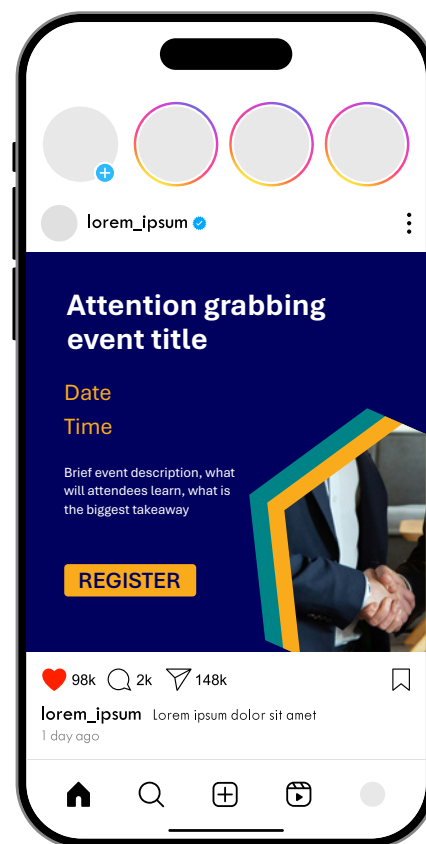 lorem_ipsum
Attention grabbing
event title
Date
Time
Brief event description, what
will attendees learn, what is
the biggest takeaway
REGISTER
98k 2k 148k
lorem_ipsum Lorem ipsum dolor sit amet
1 day ago